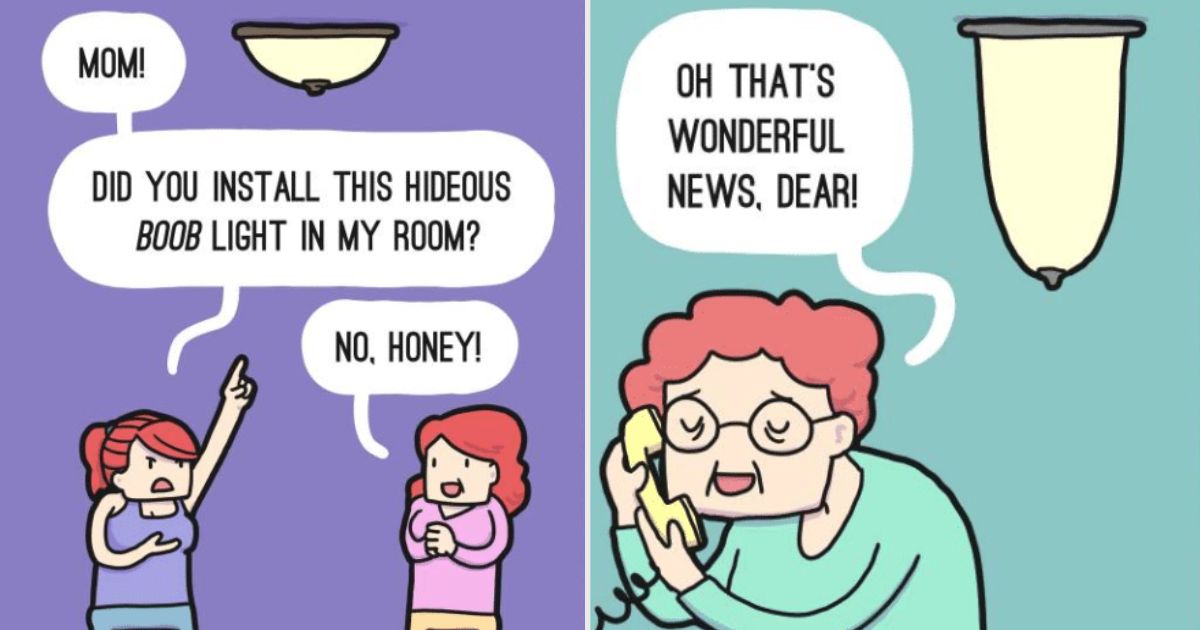 MOM!
DID YOU INSTALL THIS HIDEOUS
BOOB LIGHT IN MY ROOM?
NO, HONEY!
OH THAT'S
WONDERFUL
NEWS, DEAR!